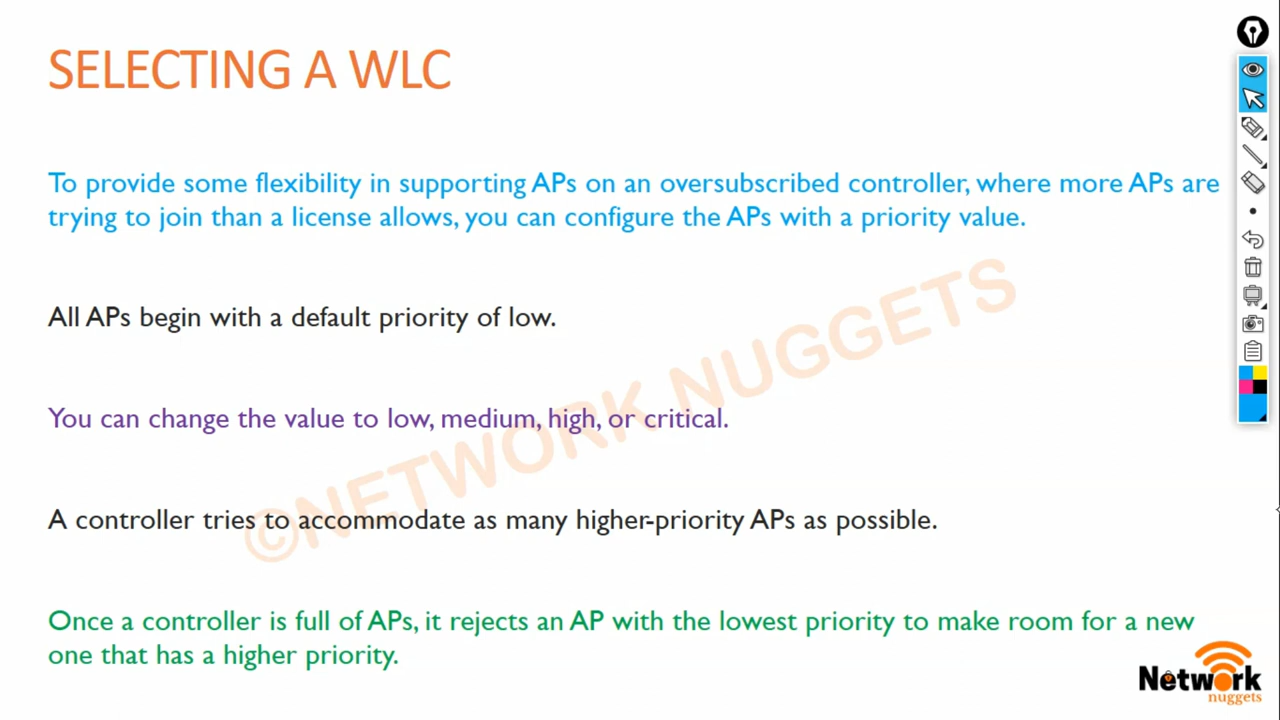 SELECTING A WLC
To provide some flexibility in supporting APs on an oversubscribed controller, where more APs are
trying to join than a license allows, you can configure the APs with a priority value.
All APs begin with a default priority of low.
You can change the value to low, medium, high, or critical.
A controller tries to accommodate as many higher-priority APs as possible.
©NETWORK NUGGETS
Once a controller is full of APs, it rejects an AP with the lowest priority to make room for a new
one that has a higher priority.
Network
nuggets